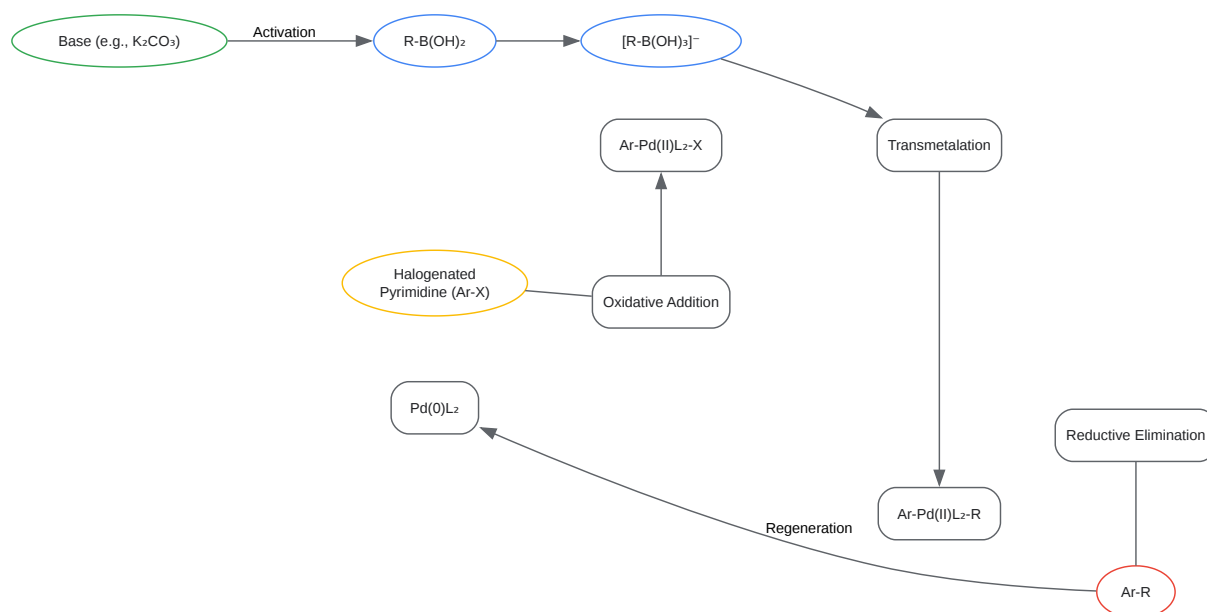 Base (e.g., K₂CO₃)
Activation
R-B(OH)₂
[R-B(OH)₃]⁻
Ar-Pd(II)L₂-X
Transmetalation
Halogenated
Pyrimidine (Ar-X)
Oxidative Addition
Pd(0)L₂
Reductive Elimination
Ar-Pd(II)L₂-R
Regeneration
Ar-R